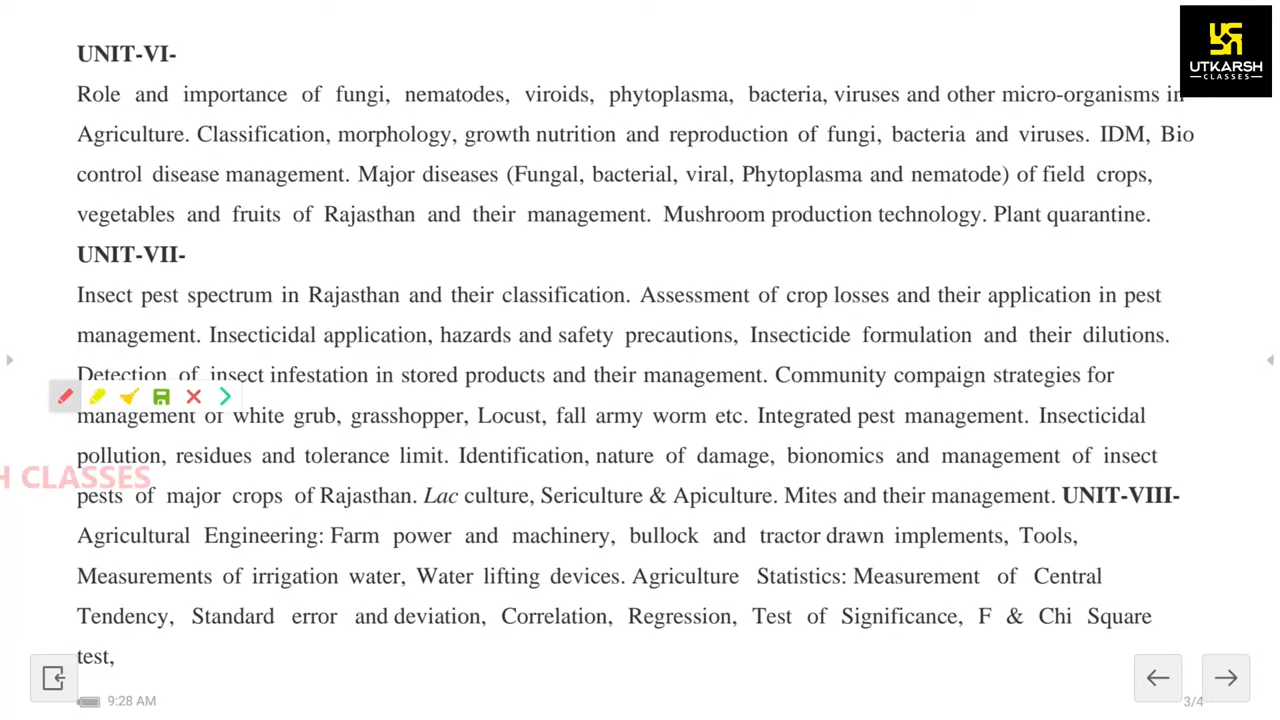 UNIT-VI-
UTKARSH
CLASSES
Role and importance of fungi, nematodes, viroids, phytoplasma, bacteria, viruses and other micro-organisms in
Agriculture. Classification, morphology, growth nutrition and reproduction of fungi, bacteria and viruses. IDM, Bio
control disease management. Major diseases (Fungal, bacterial, viral, Phytoplasma and nematode) of field crops,
vegetables and fruits of Rajasthan and their management. Mushroom production technology. Plant quarantine.
UNIT-VII-
Insect pest spectrum in Rajasthan and their classification. Assessment of crop losses and their application in pest
management. Insecticidal application, hazards and safety precautions, Insecticide formulation and their dilutions.
Detection of insect infestation in stored products and their management. Community compaign strategies for
management of white grub, grasshopper, Locust, fall army worm etc. Integrated pest management. Insecticidal
pollution, residues and tolerance limit. Identification, nature of damage, bionomics and management of insect
H CLASSES
pests of major crops of Rajasthan. Lac culture, Sericulture & Apiculture. Mites and their management. UNIT-VIII-
Agricultural Engineering: Farm power and machinery, bullock and tractor drawn implements, Tools,
Measurements of irrigation water, Water lifting devices. Agriculture Statistics: Measurement of Central
Tendency, Standard error and deviation, Correlation, Regression, Test of Significance, F & Chi Square
test,
9:28 AM
3/4